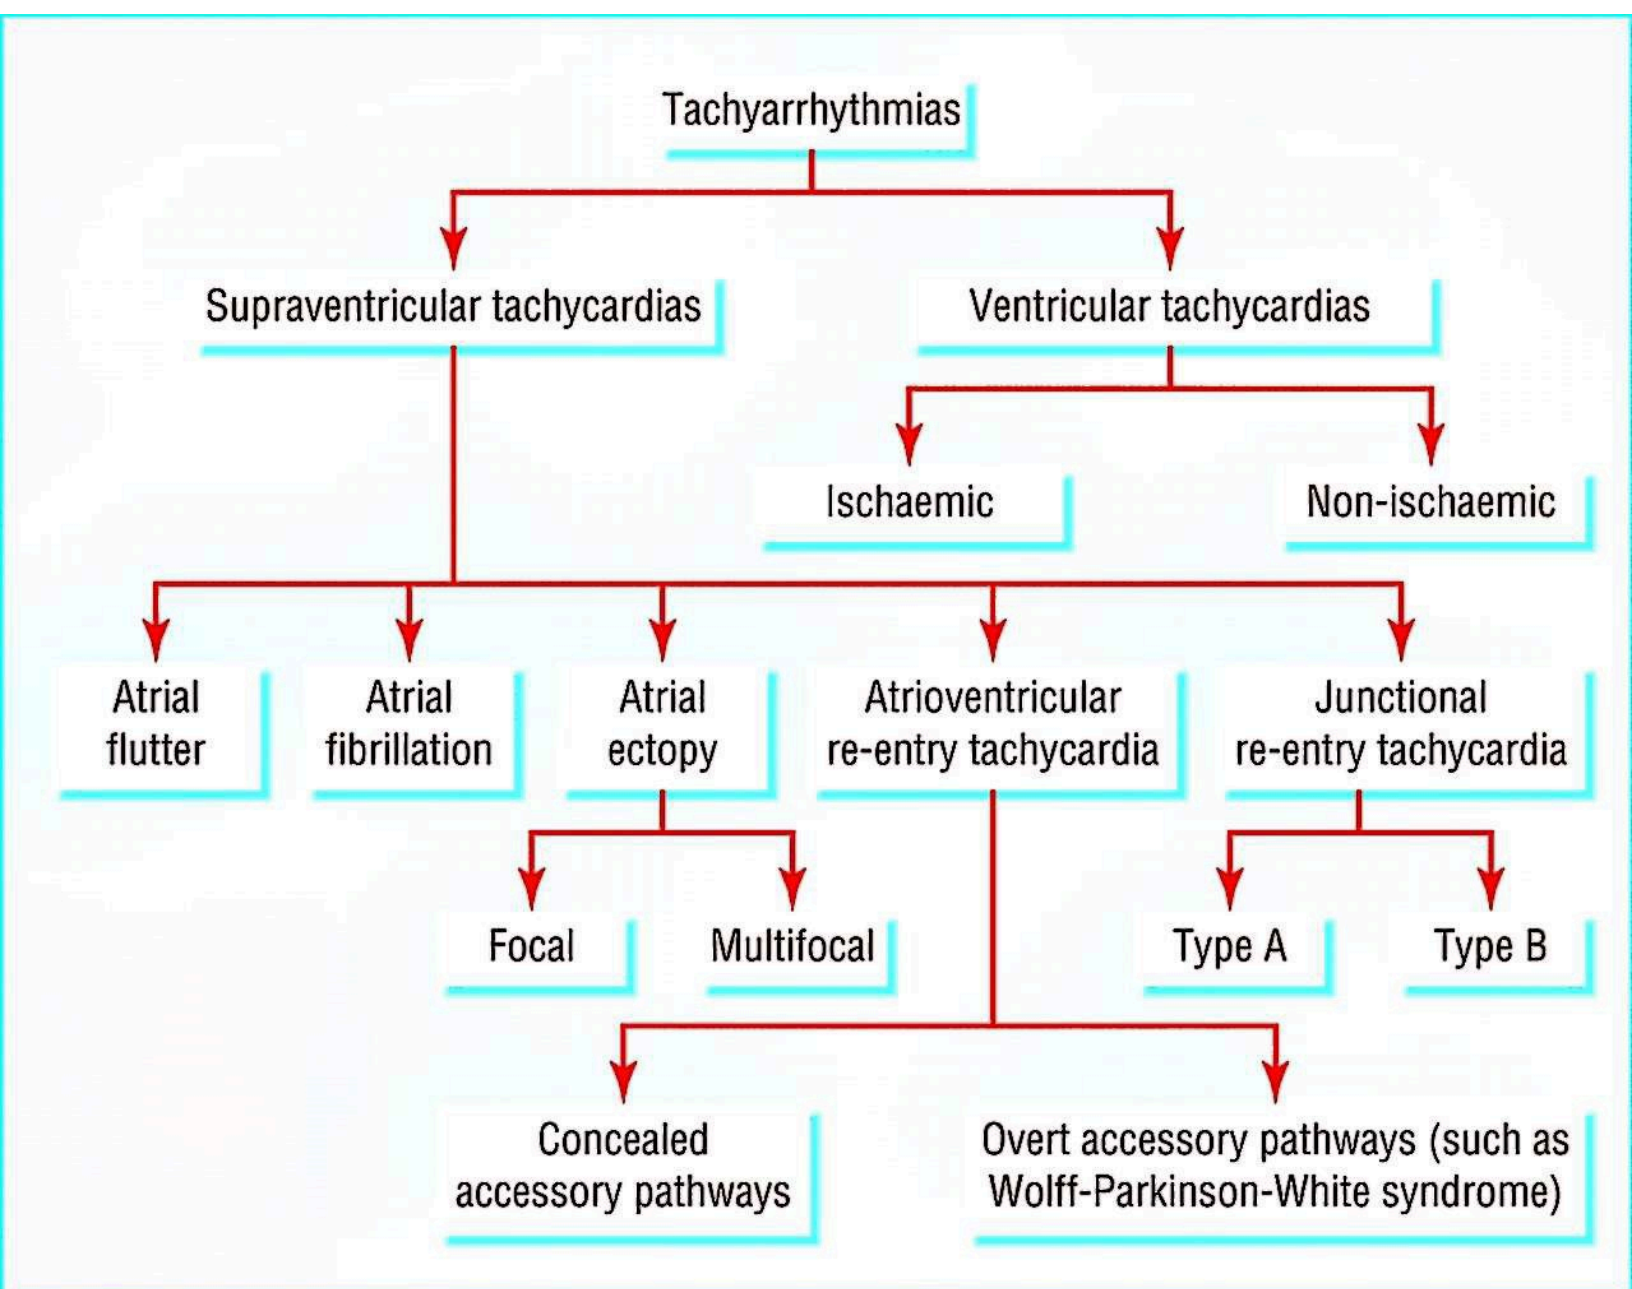 Tachyarrhythmias
Supraventricular tachycardias
Ventricular tachycardias
Ischaemic
Non-ischaemic
Atrial
flutter
Atrial
fibrillation
Atrial
ectopy
Atrioventricular
re-entry tachycardia
Junctional
re-entry tachycardia
Focal
Multifocal
Type A
Type B
Concealed
accessory pathways
Overt accessory pathways (such as
Wolff-Parkinson-White syndrome)